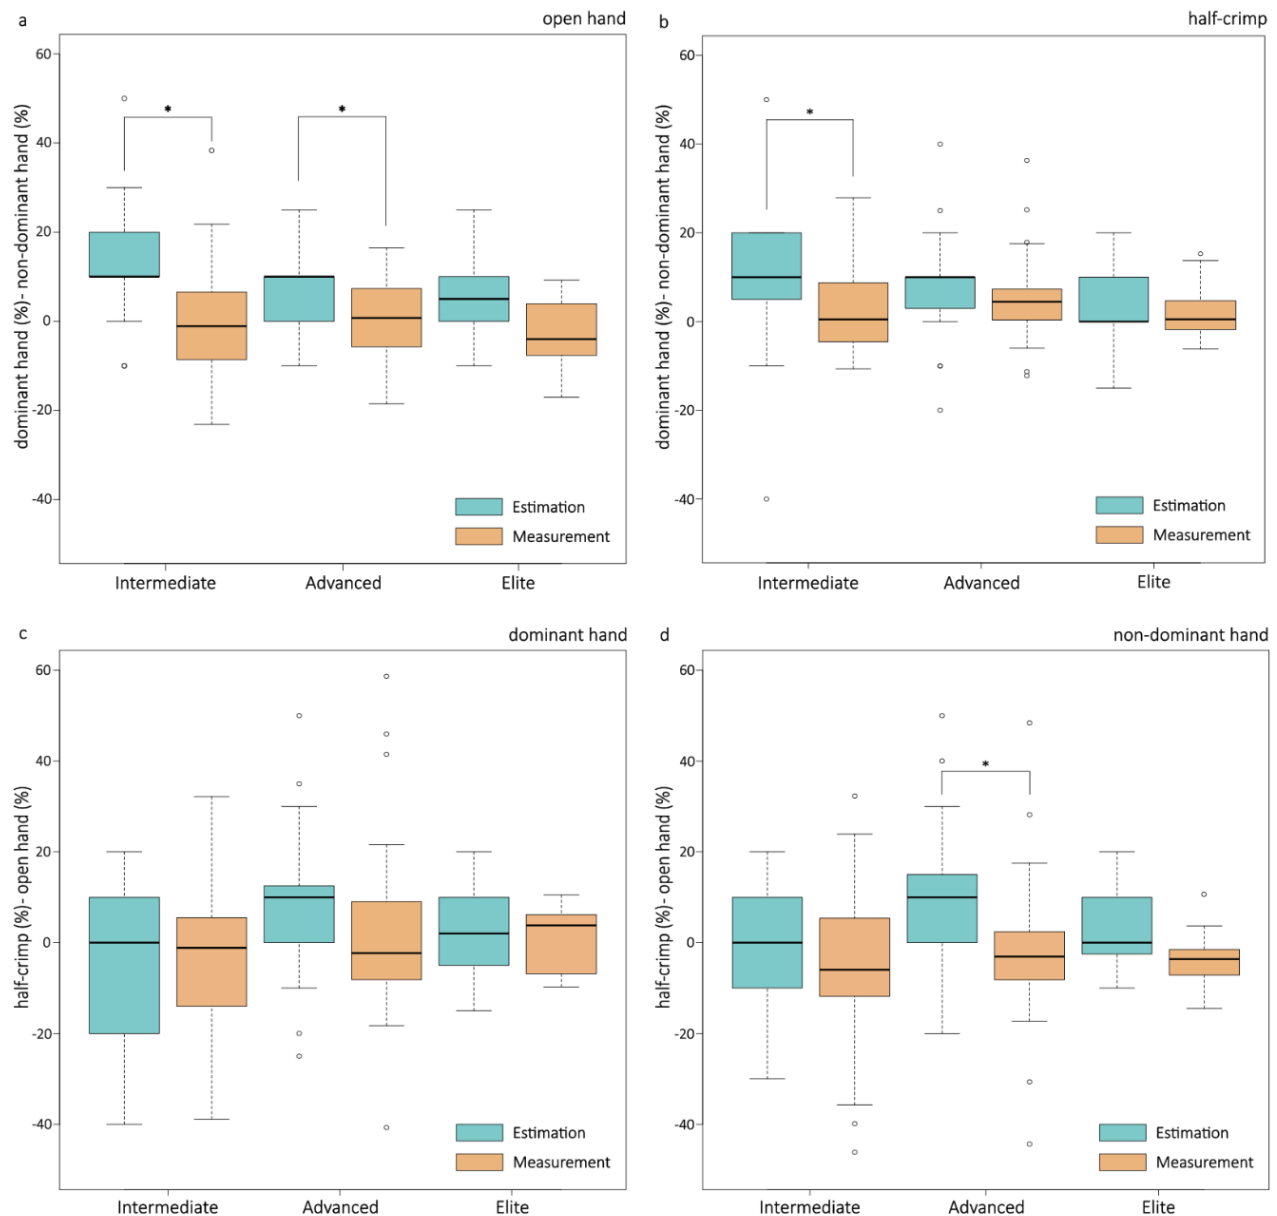 a open hand
dominant hand (%)- non-dominant hand (%)
60
40
20
0
-20
-40
*
*
Estimation
Measurement
Intermediate Advanced Elite
b half-crimp
dominant hand (%)- non-dominant hand (%)
60
40
20
0
-20
-40
*
Estimation
Measurement
Intermediate Advanced Elite
c dominant hand
half-crimp (%)- open hand (%)
60
40
20
0
-20
-40
Estimation
Measurement
Intermediate Advanced Elite
d non-dominant hand
half-crimp (%)- open hand (%)
60
40
20
0
-20
-40
*
Estimation
Measurement
Intermediate Advanced Elite